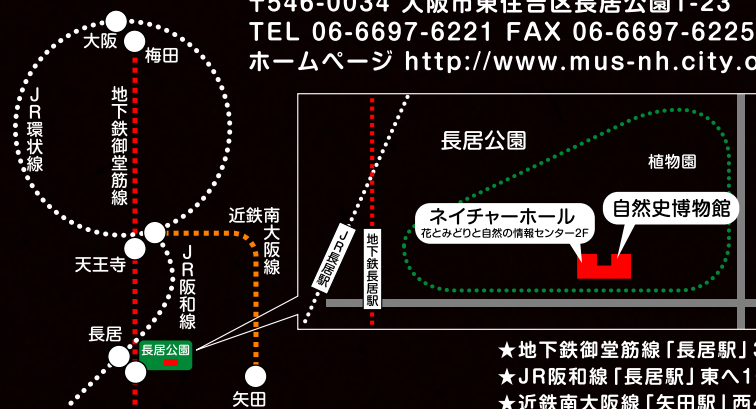 〒546-0034 大阪市東住吉区長居公園1-23
TEL 06-6697-6221 FAX 06-6697-6225
ホームページ http://www.mus-nh.city.o
大阪
梅田
JR環状線
地下鉄御堂筋線
近鉄南大阪線
天王寺
JR阪和線
長居
長居公園
矢田
長居公園
植物園
ネイチャーホール
花とみどりと自然の情報センター2F
自然史博物館
JR長居駅
地下鉄長居駅
★地下鉄御堂筋線「長居駅」3
★JR阪和線「長居駅」東へ1
★近鉄南大阪線「矢田駅」西